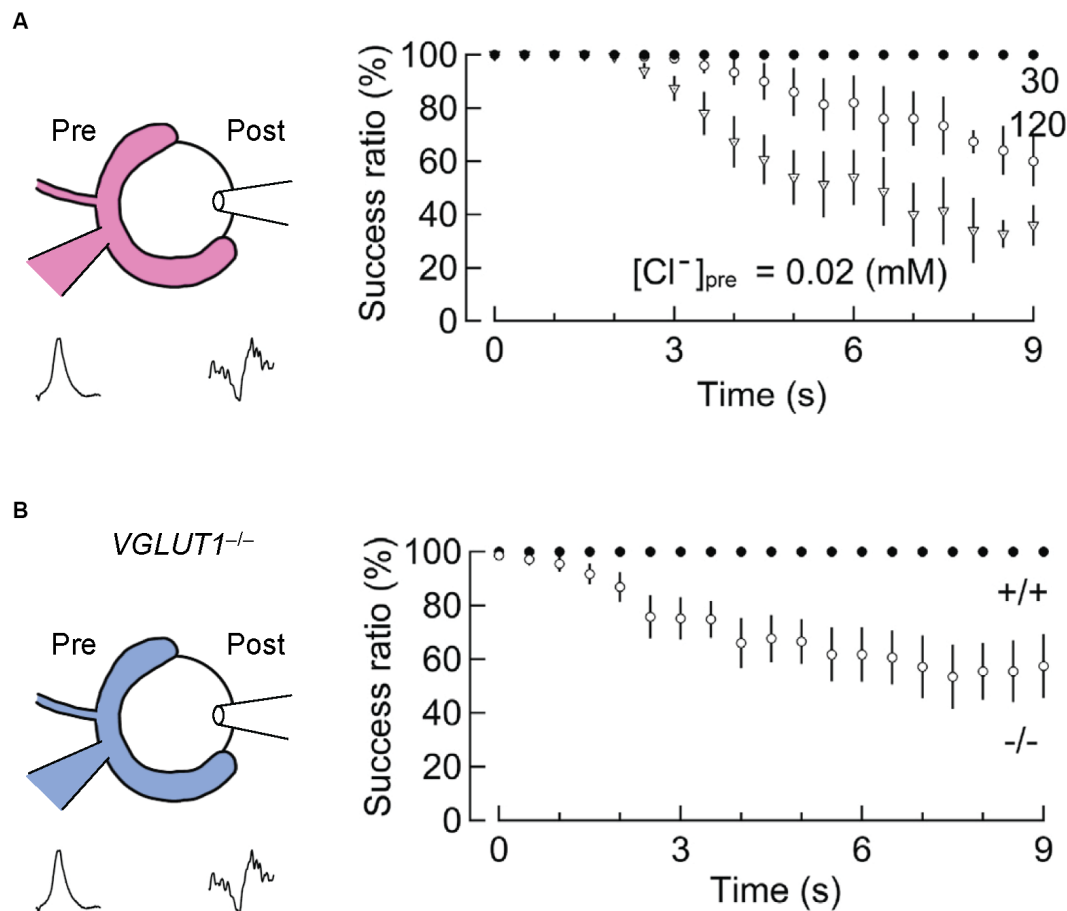 A
Pre
Post
Success ratio (%)
100
80
60
40
20
0
30
120
[Cl⁻]pre = 0.02 (mM)
0 3 6 9
Time (s)
B
VGLUT1⁻/⁻
Pre
Post
Success ratio (%)
100
80
60
40
20
0
+/+
-/-
0 3 6 9
Time (s)